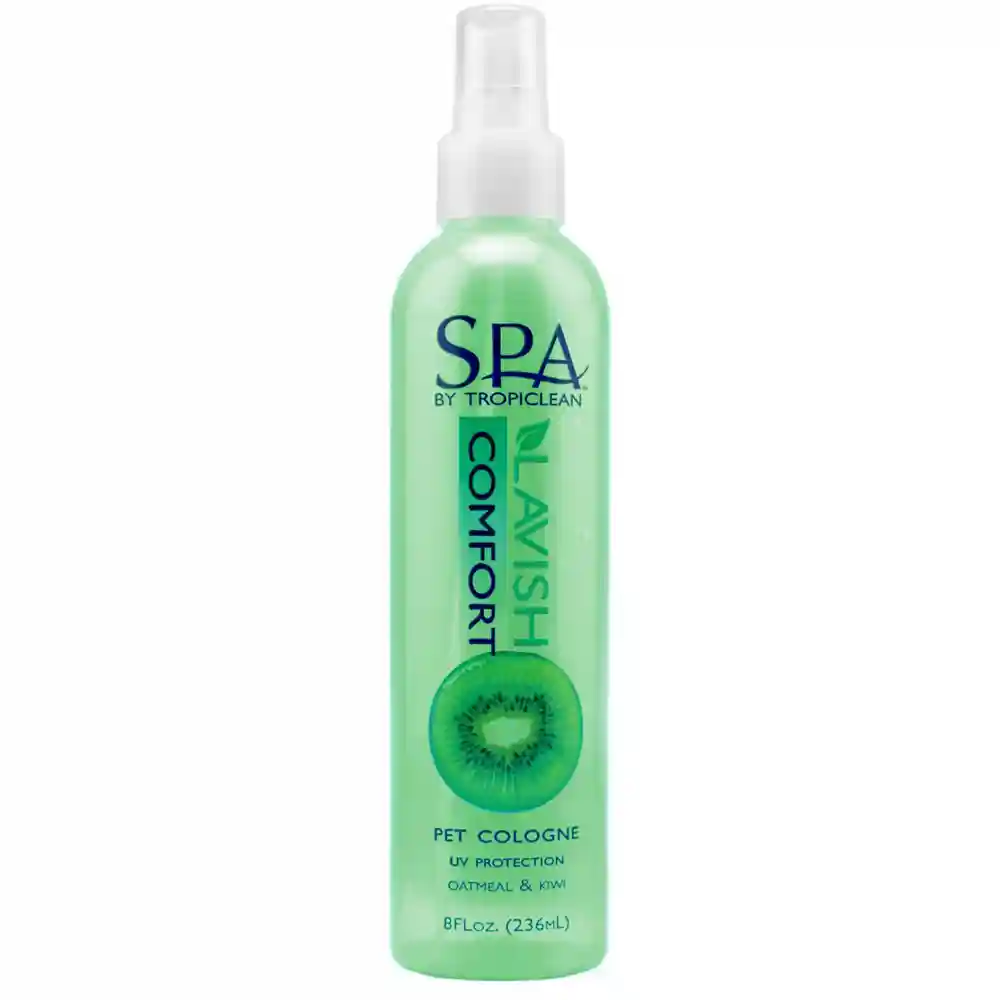 SPA
BY TROPICLEAN
LAVISH
COMFORT
PET COLOGNE
UV PROTECTION
OATMEAL & KIWI
8FLOZ. (236ML)